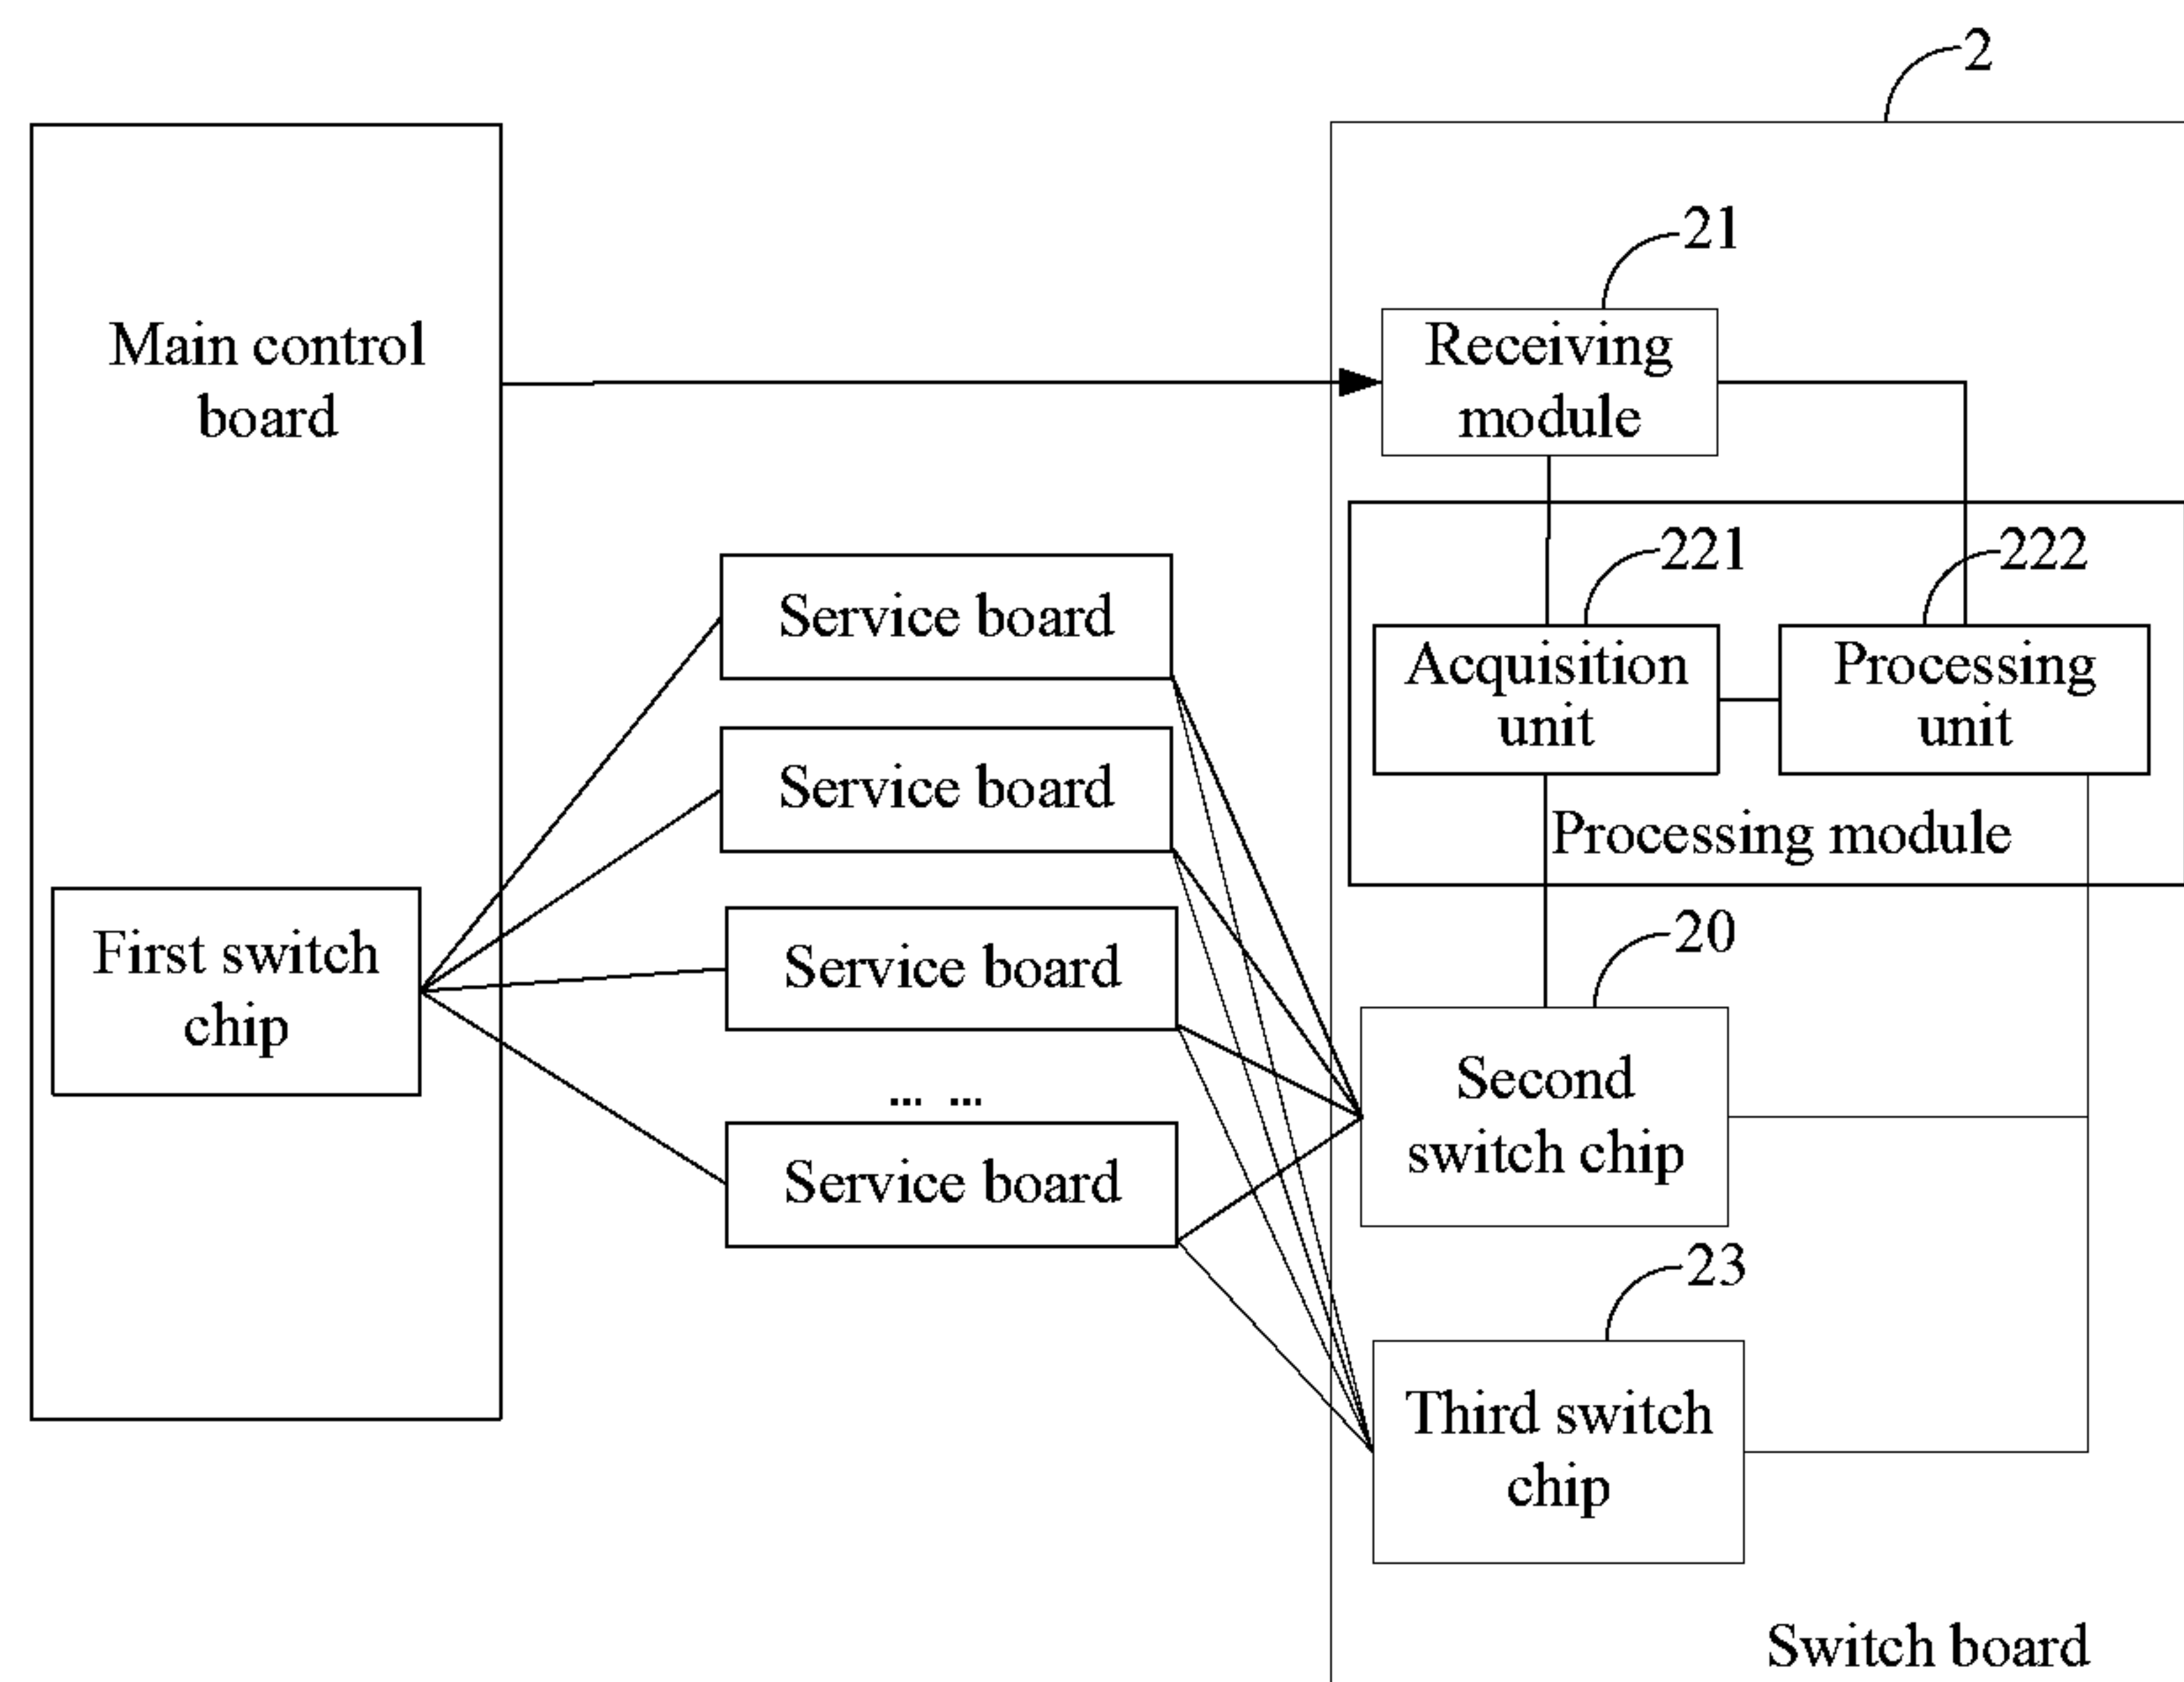 2
21
Main control
board
Receiving
module
221
222
Service board
Acquisition
unit
Processing
unit
Service board
Processing module
First switch
chip
Service board
20
... ...
Second
switch chip
Service board
23
Third switch
chip
Switch board